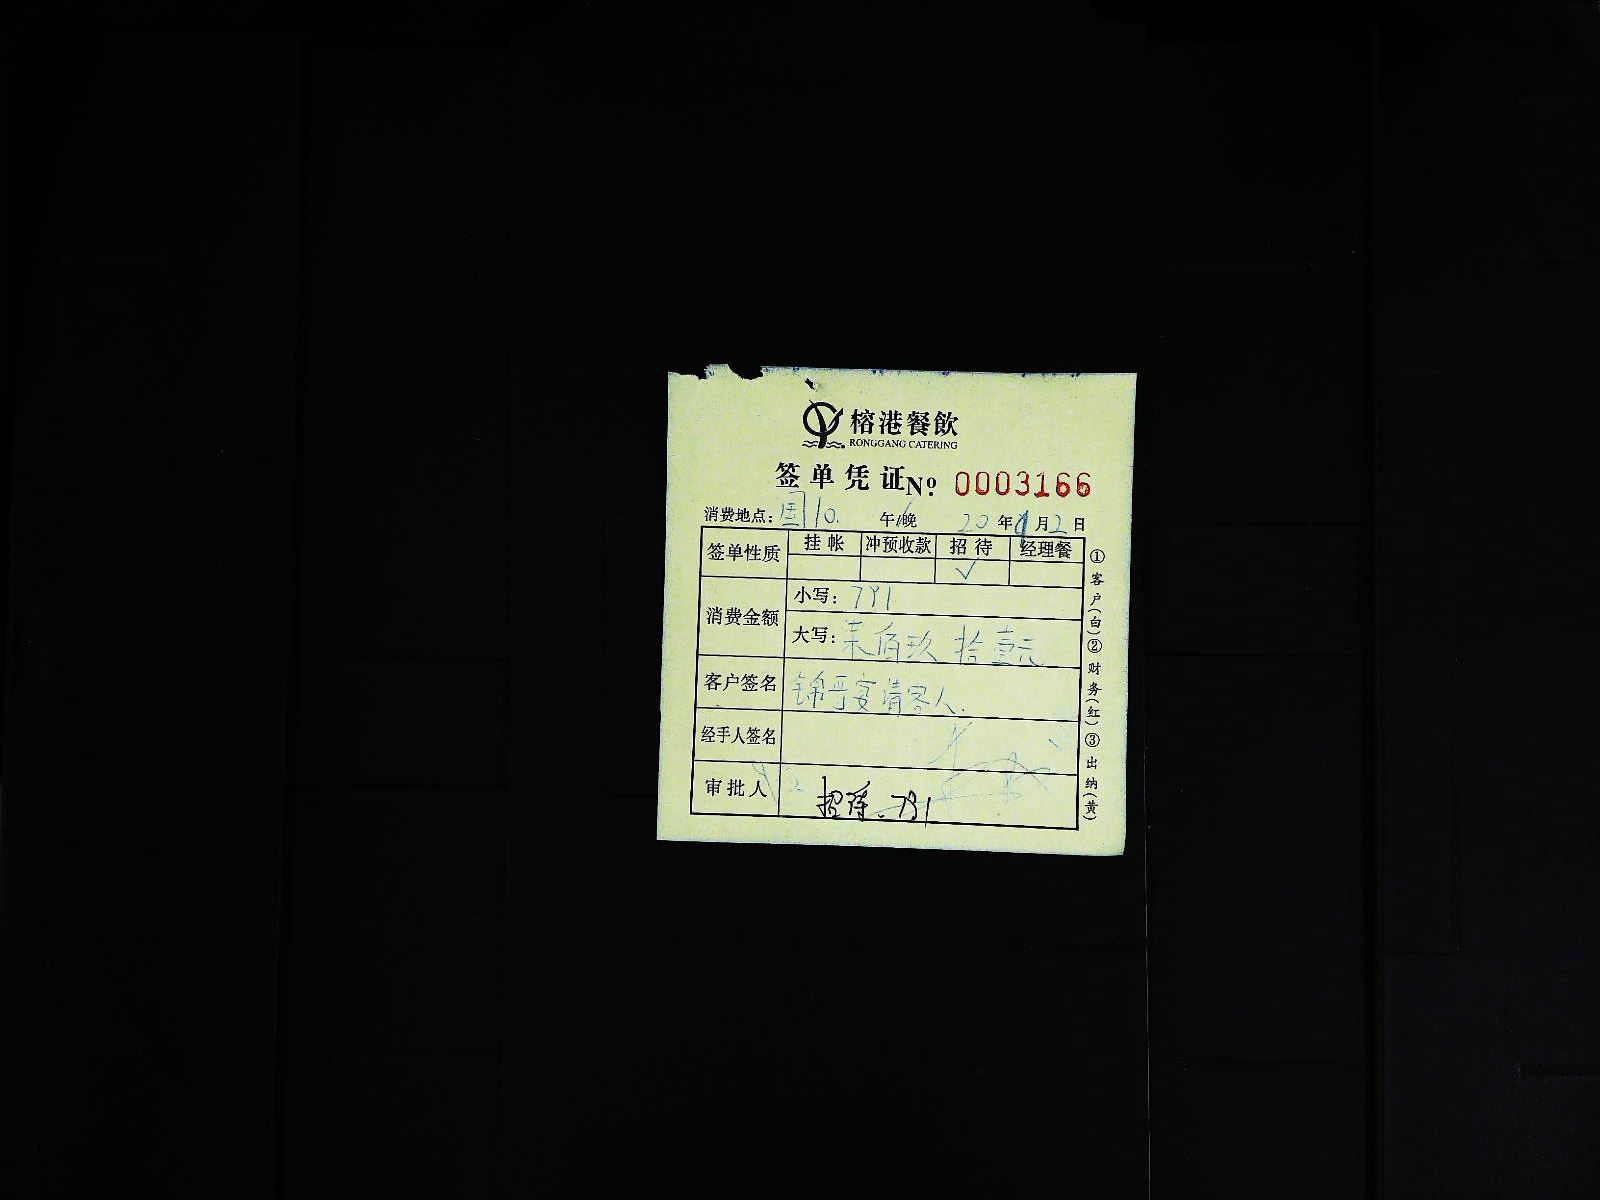 榕港餐飲
RONGGANG CATERING
签单凭证 Nº 0003166
消费地点: 国10. 午/晚 20年 月2日
签单性质 挂帐 冲预收款 招待 经理餐
√
消费金额 小写: 791
大写: 柒佰玖拾壹元
客户签名 锦哥宴请客人.
经手人签名
审批人 招待.791
①客户(白)②财务(红)③出纳(黄)